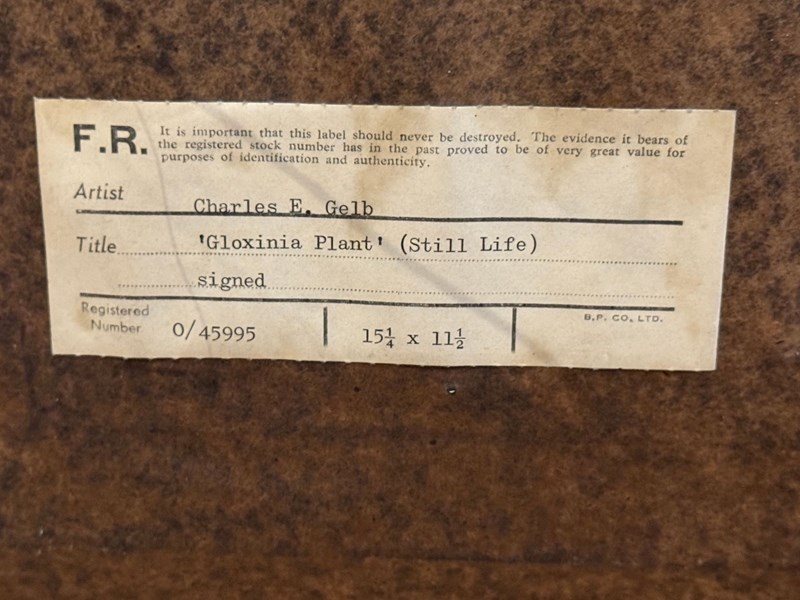 F.R. It is important that this label should never be destroyed. The evidence it bears of
the registered stock number has in the past proved to be of very great value for
purposes of identification and authenticity.
Artist Charles E. Gelb
Title 'Gloxinia Plant' (Still Life)
signed
Registered
Number 0/45995 15¼ x 11½ B.P. CO. LTD.